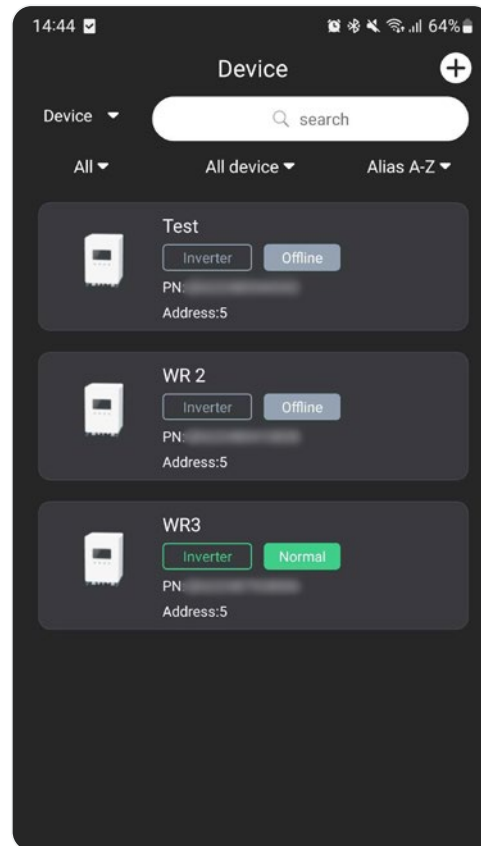 14:44 64%
Device
Device search
All All device Alias A-Z
Test
Inverter Offline
PN:
Address:5
WR 2
Inverter Offline
PN:
Address:5
WR3
Inverter Normal
PN:
Address:5